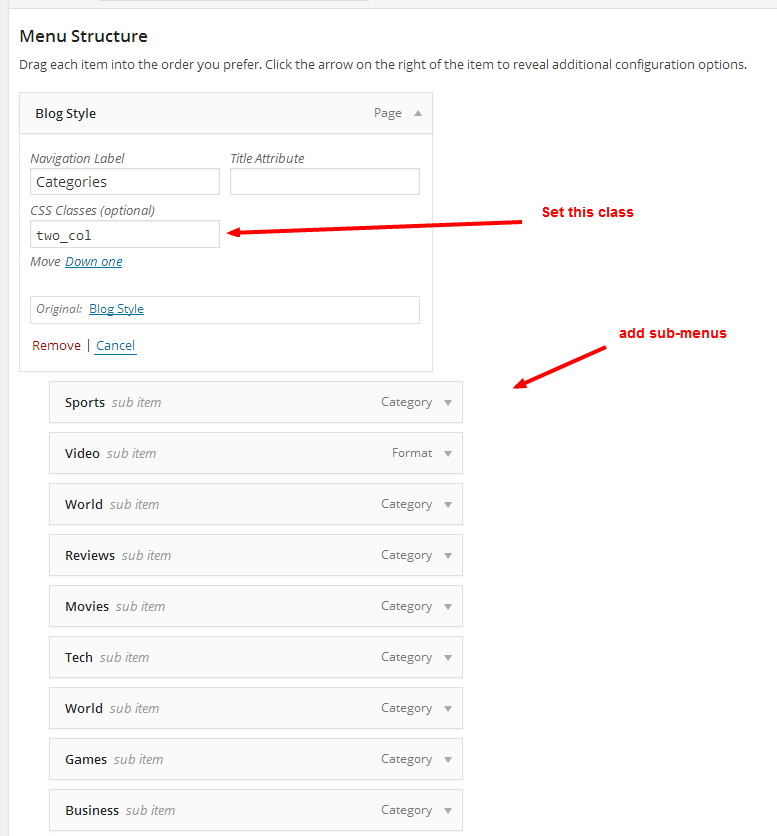 Menu Structure
Drag each item into the order you prefer. Click the arrow on the right of the item to reveal additional configuration options.
Blog Style Page
Navigation Label Title Attribute
Categories
CSS Classes (optional)
Set this class
two_col
Move Down one
Original: Blog Style
add sub-menus
Remove | Cancel
Sports sub item Category
Video sub item Format
World sub item Category
Reviews sub item Category
Movies sub item Category
Tech sub item Category
World sub item Category
Games sub item Category
Business sub item Category